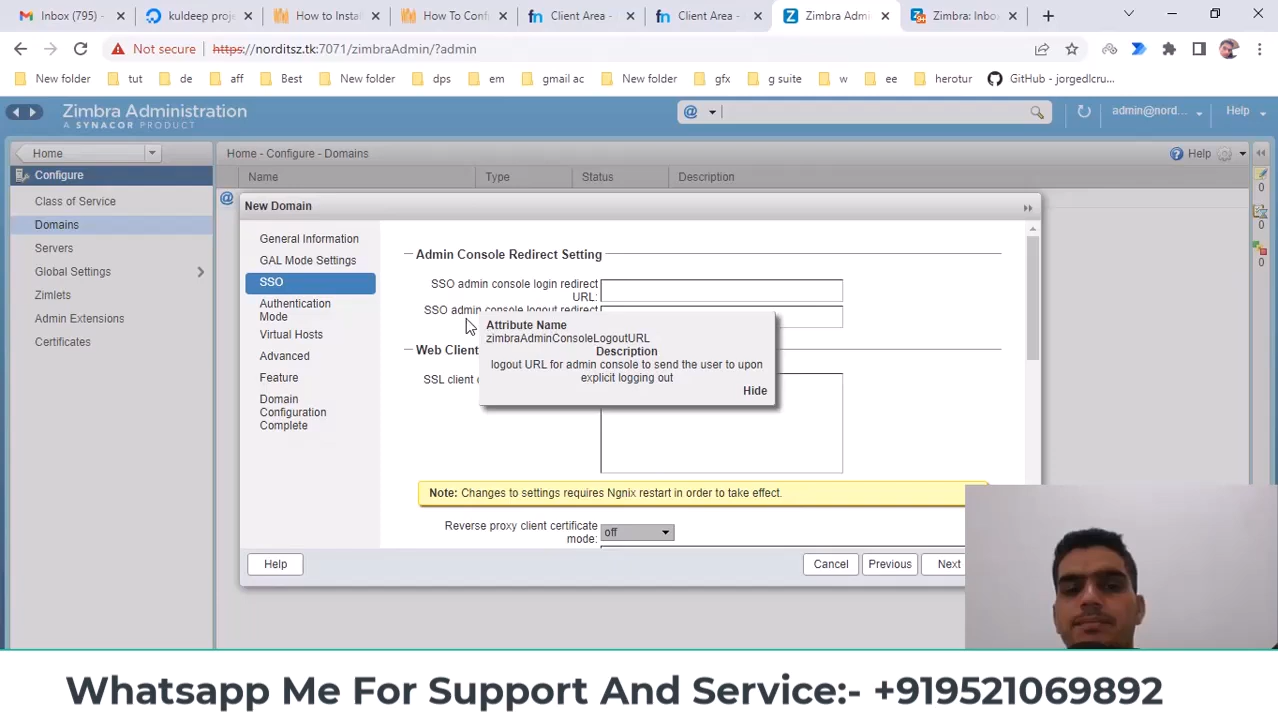 Inbox (795) -
kuldeep proj
How to Instal
How To Confi
Client Area -
Client Area -
Zimbra Admi
Zimbra: Inbo
Not secure
https://norditsz.tk:7071/zimbraAdmin/?admin
New folder
tut
de
aff
Best
New folder
dps
em
gmail ac
New folder
gfx
g suite
w
ee
herotur
GitHub - jorgedlcru...
Zimbra Administration
A SYNACOR PRODUCT
@
admin@nord...
Help
Home
Home - Configure - Domains
Help
Configure
Name
Type
Status
Description
Class of Service
Domains
Servers
Global Settings
Zimlets
Admin Extensions
Certificates
0
0
0
New Domain
General Information
GAL Mode Settings
SSO
Authentication
Mode
Virtual Hosts
Advanced
Feature
Domain
Configuration
Complete
Admin Console Redirect Setting
SSO admin console login redirect
URL:
SSO admin console logout redirect
Attribute Name
zimbraAdminConsoleLogoutURL
Description
logout URL for admin console to send the user to upon
explicit logging out
Hide
Web Client
SSL client
Note: Changes to settings requires Ngnix restart in order to take effect.
Reverse proxy client certificate
mode:
off
Help
Cancel
Previous
Next
Whatsapp Me For Support And Service:- +919521069892